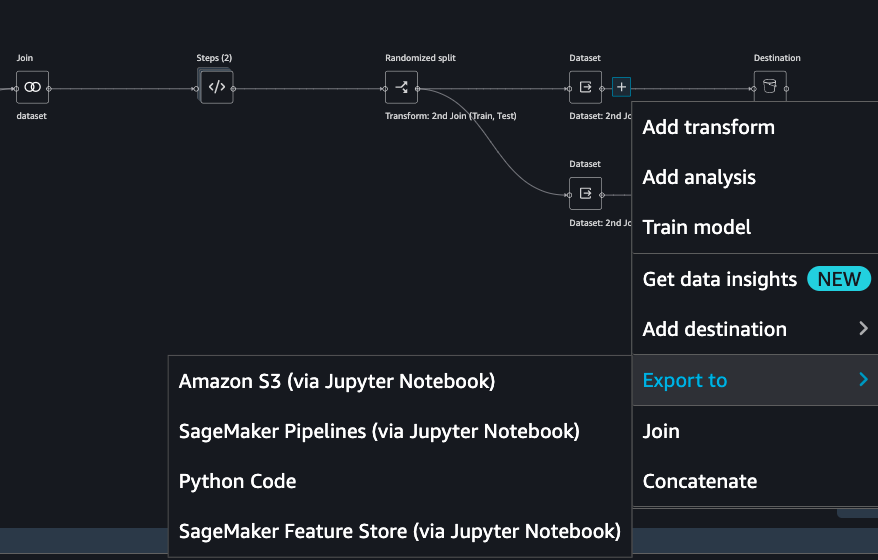 Join
Steps (2)
Randomized split
Dataset
Destination
dataset
Transform: 2nd Join (Train, Test)
Dataset: 2nd Jo
Add transform
Dataset
Add analysis
Dataset: 2nd Jo
Train model
Get data insights NEW
Add destination
Export to
Amazon S3 (via Jupyter Notebook)
SageMaker Pipelines (via Jupyter Notebook)
Python Code
SageMaker Feature Store (via Jupyter Notebook)
Join
Concatenate